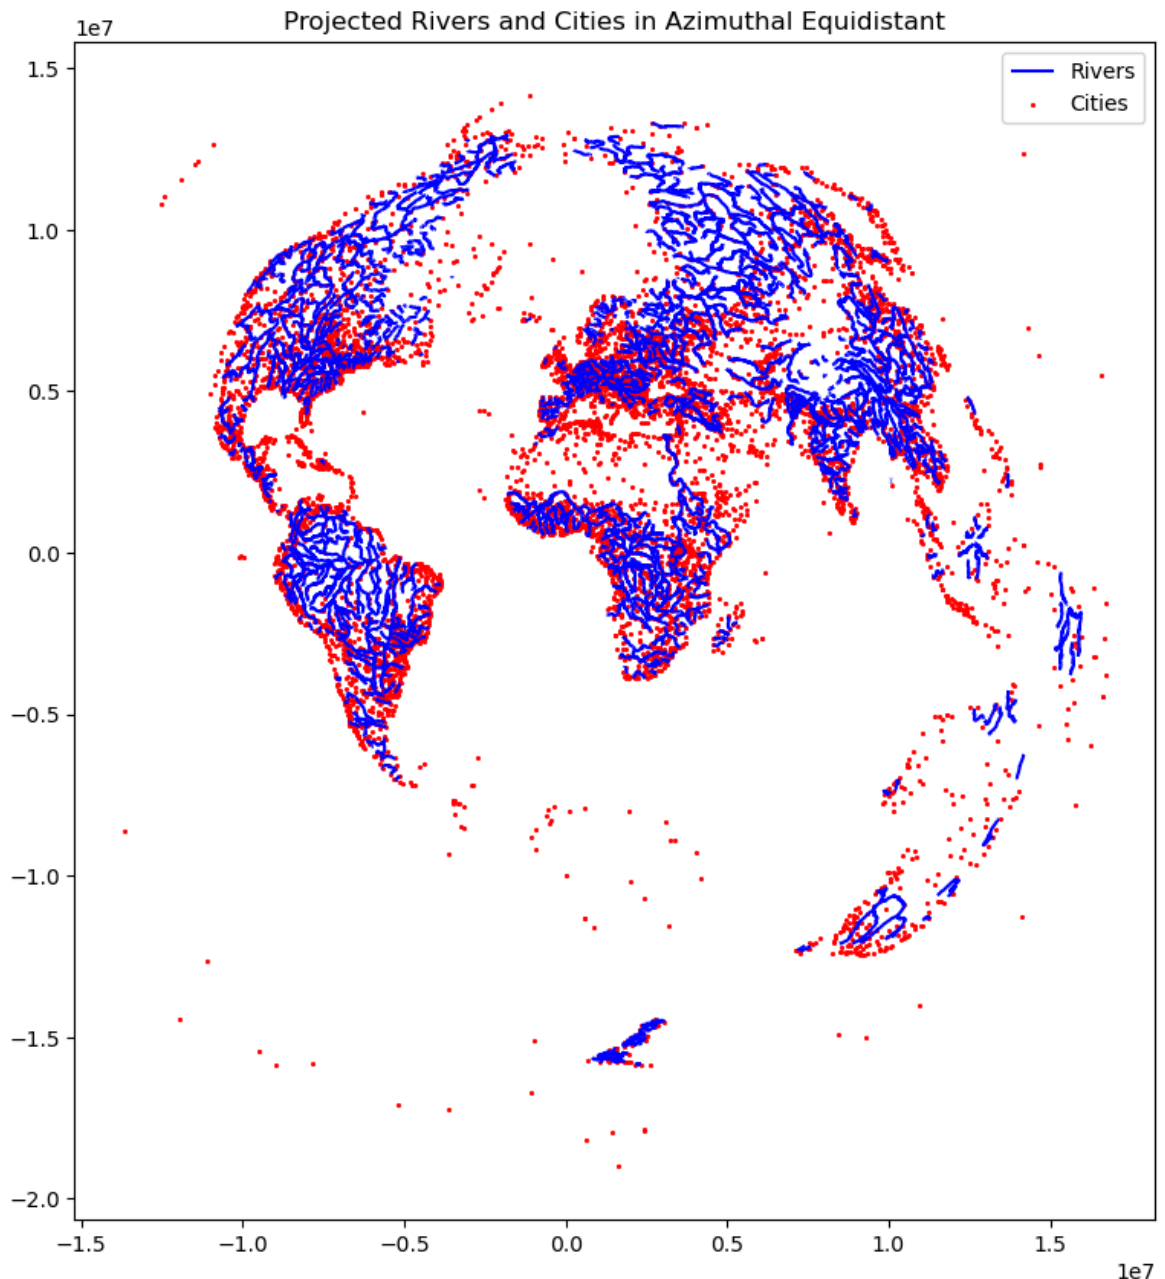 Projected Rivers and Cities in Azimuthal Equidistant
1e7
Rivers
Cities
1.5
1.0
0.5
0.0
−0.5
−1.0
−1.5
−2.0
−1.5 −1.0 −0.5 0.0 0.5 1.0 1.5
1e7